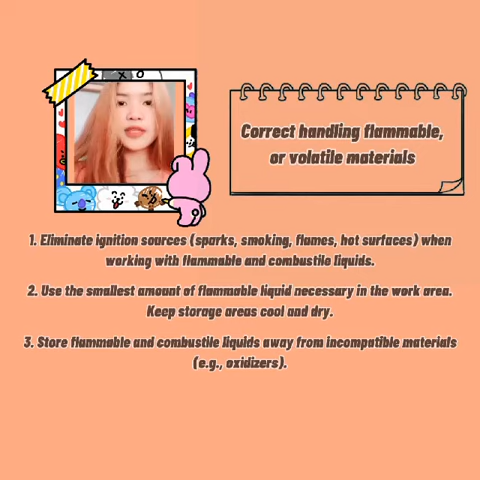 XO
Correct handling flammable,
or volatile materials
1. Eliminate ignition sources (sparks, smoking, flames, hot surfaces) when
working with flammable and combustile liquids.
2. Use the smallest amount of flammable liquid necessary in the work area.
Keep storage areas cool and dry.
3. Store flammable and combustile liquids away from incompatible materials
(e.g., oxidizers).